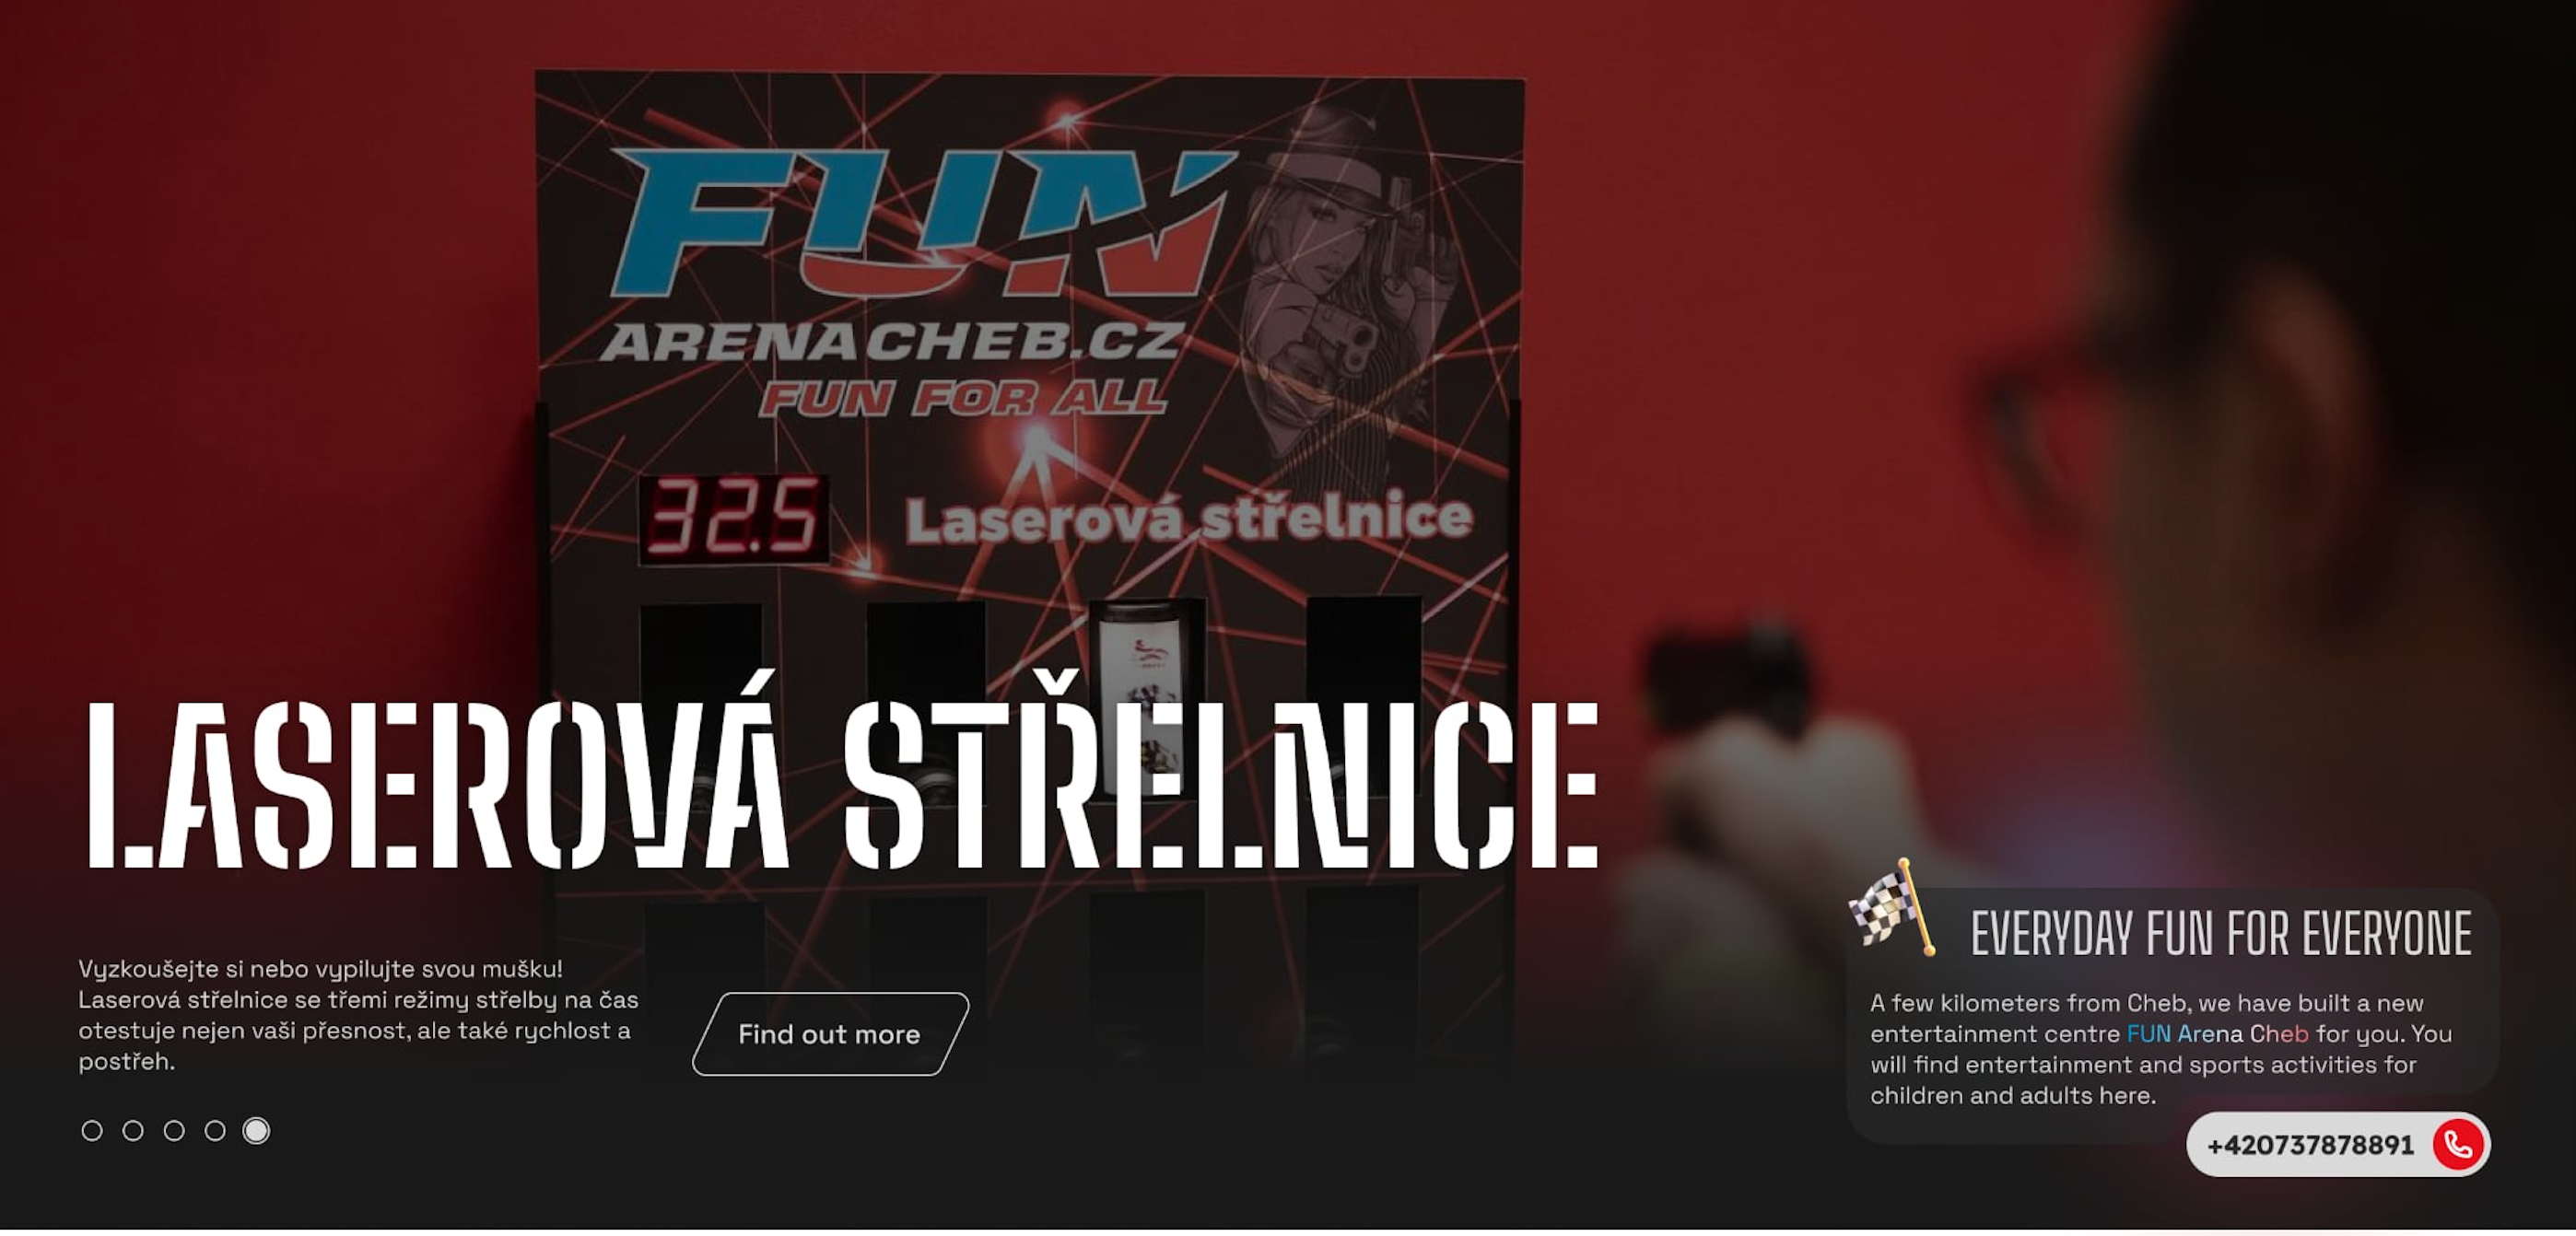 FUN
ARENACHEB.CZ
FUN FOR ALL
32.5
Laserová střelnice
LASEROVÁ STŘELNICE
Vyzkoušejte si nebo vypilujte svou mušku!
Laserová střelnice se třemi režimy střelby na čas
otestuje nejen vaši přesnost, ale také rychlost a
postřeh.
Find out more
EVERYDAY FUN FOR EVERYONE
A few kilometers from Cheb, we have built a new
entertainment centre FUN Arena Cheb for you. You
will find entertainment and sports activities for
children and adults here.
+420737878891